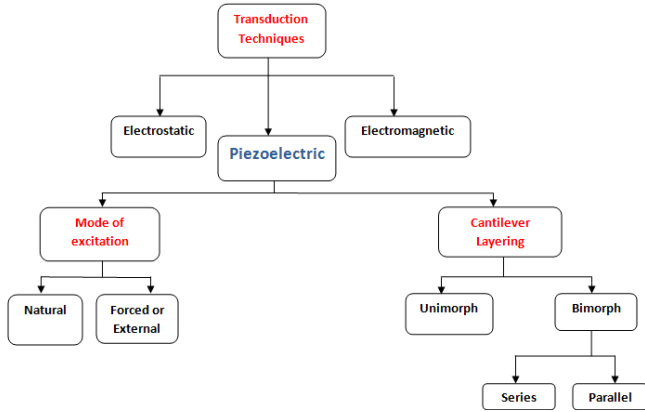 Transduction
Techniques
Electrostatic
Piezoelectric
Electromagnetic
Mode of
excitation
Cantilever
Layering
Natural
Forced or
External
Unimorph
Bimorph
Series
Parallel